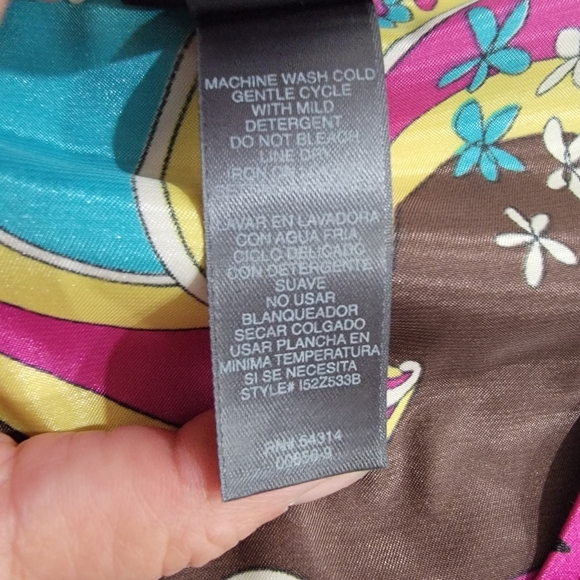 MACHINE WASH COLD
GENTLE CYCLE
WITH MILD
DETERGENT
DO NOT BLEACH
LINE
IRON
LAVAR EN LAVADORA
CON AGUA FRIA
CICLO DELICADO
CON DETERGENTE
SUAVE
NO USAR
BLANQUEADOR
SECAR COLGADO
USAR PLANCHA EN
MINIMA TEMPERATURA
SI SE NECESITA
STYLE# I52Z533B
RN# 64314